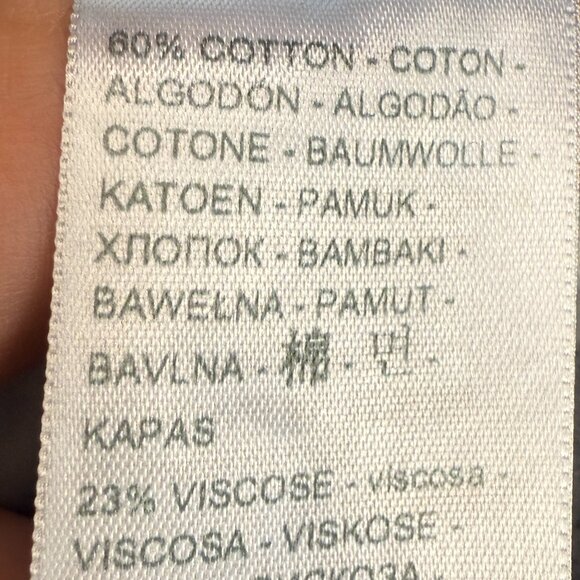 60% COTTON - COTON -
ALGODÓN - ALGODÃO -
COTONE - BAUMWOLLE -
KATOEN - PAMUK -
ХЛОПОК - BAMBAKI -
BAWEŁNA - PAMUT -
BAVLNA - 棉 - 면 -
KAPAS
23% VISCOSE - viscosa -
VISCOSA - VISKOSE -